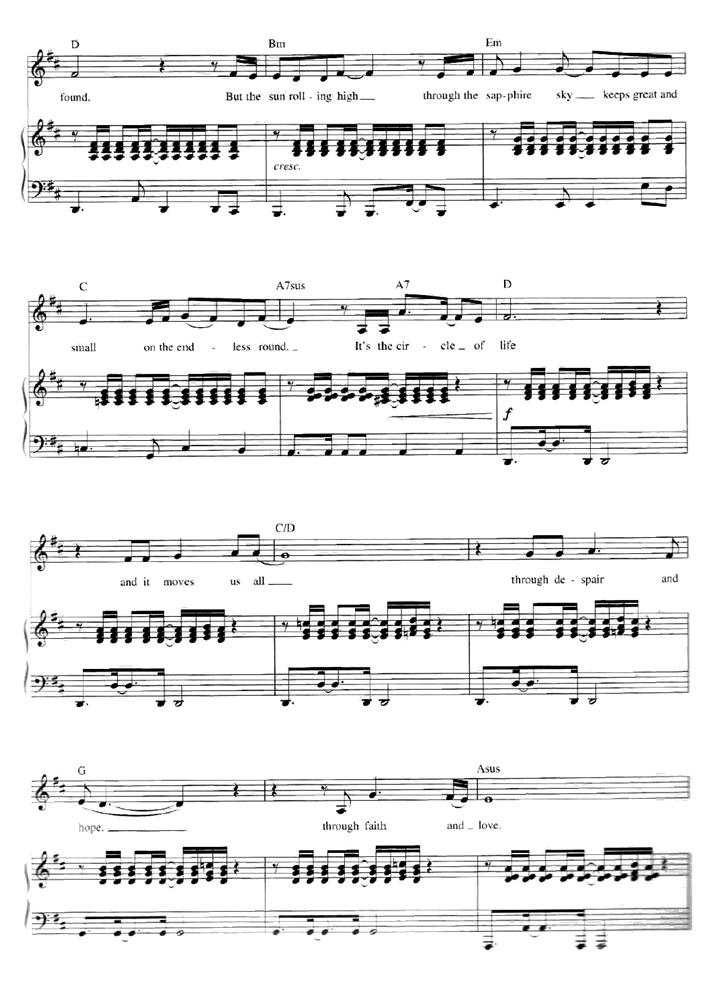 D Bm Em
found. But the sun roll - ing high through the sap - phire sky keeps great and
cresc.
C A7sus A7 D
small on the end - less round. It's the cir - cle of life
f
C/D
and it moves us all through de - spair and
G Asus
hope. through faith and love.